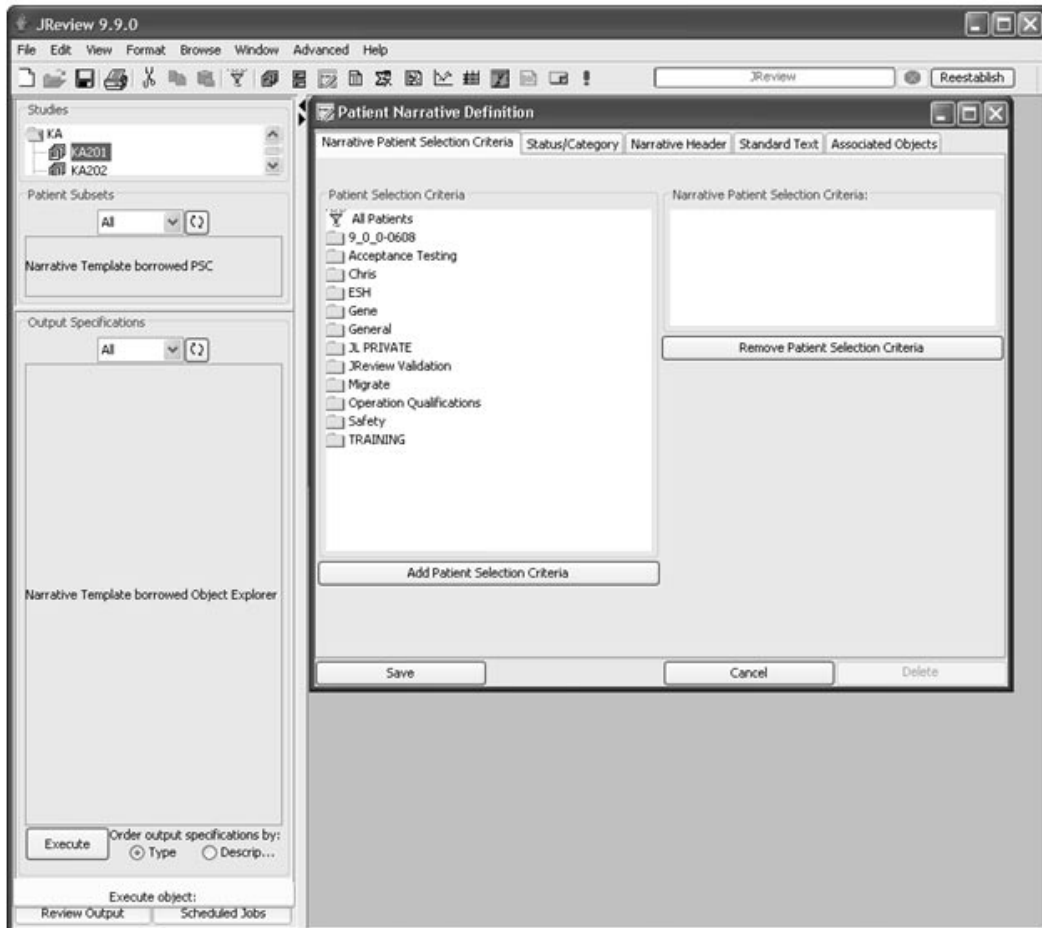 JReview 9.9.0
File Edit View Format Browse Window Advanced Help
JReview Reestablish
Studies
KA
KA201
KA202
Patient Subsets
All
Narrative Template borrowed PSC
Output Specifications
All
Narrative Template borrowed Object Explorer
Execute
Order output specifications by:
Type Descrip...
Execute object:
Review Output Scheduled Jobs
Patient Narrative Definition
Narrative Patient Selection Criteria Status/Category Narrative Header Standard Text Associated Objects
Patient Selection Criteria
All Patients
9_0_0-0608
Acceptance Testing
Chris
ESH
Gene
General
JL PRIVATE
JReview Validation
Migrate
Operation Qualifications
Safety
TRAINING
Add Patient Selection Criteria
Narrative Patient Selection Criteria:
Remove Patient Selection Criteria
Save Cancel Delete